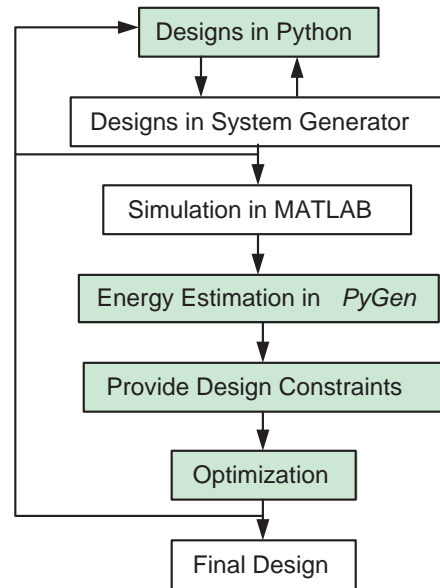 Designs in Python
Designs in System Generator
Simulation in MATLAB
Energy Estimation in PyGen
Provide Design Constraints
Optimization
Final Design